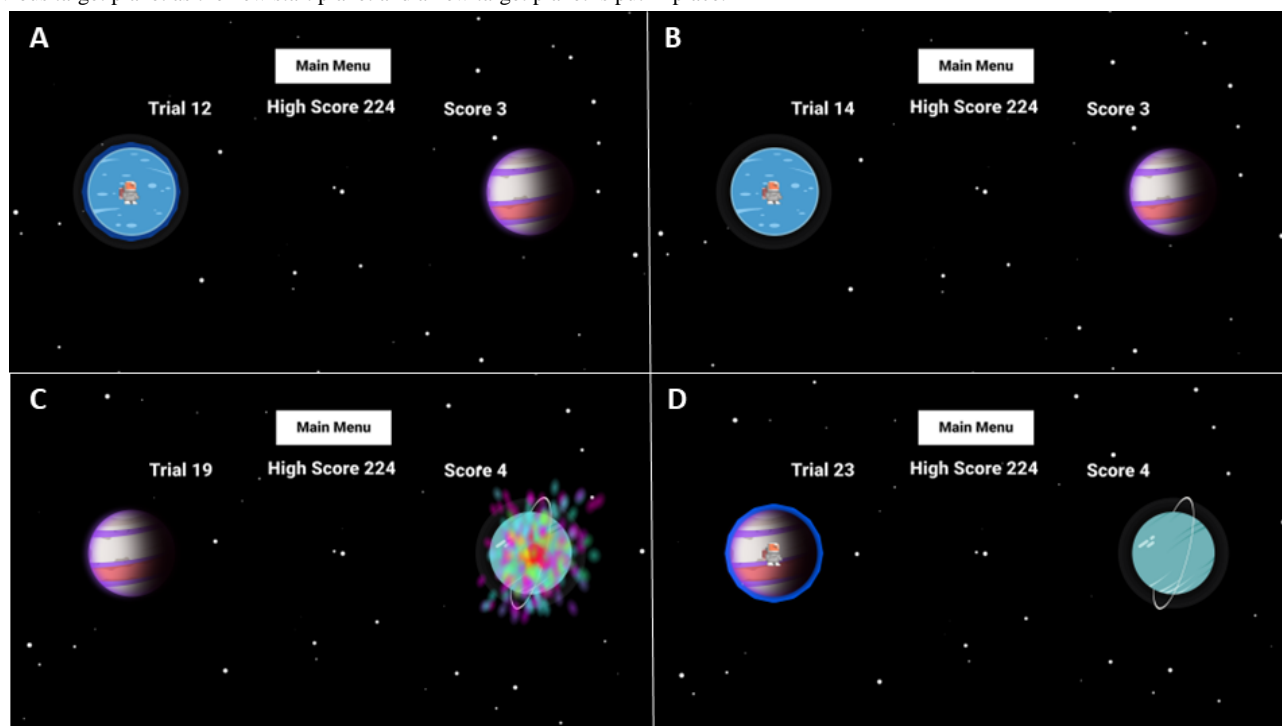 A
Main Menu
Trial 12 High Score 224 Score 3
B
Main Menu
Trial 14 High Score 224 Score 3
C
Main Menu
Trial 19 High Score 224 Score 4
D
Main Menu
Trial 23 High Score 224 Score 4